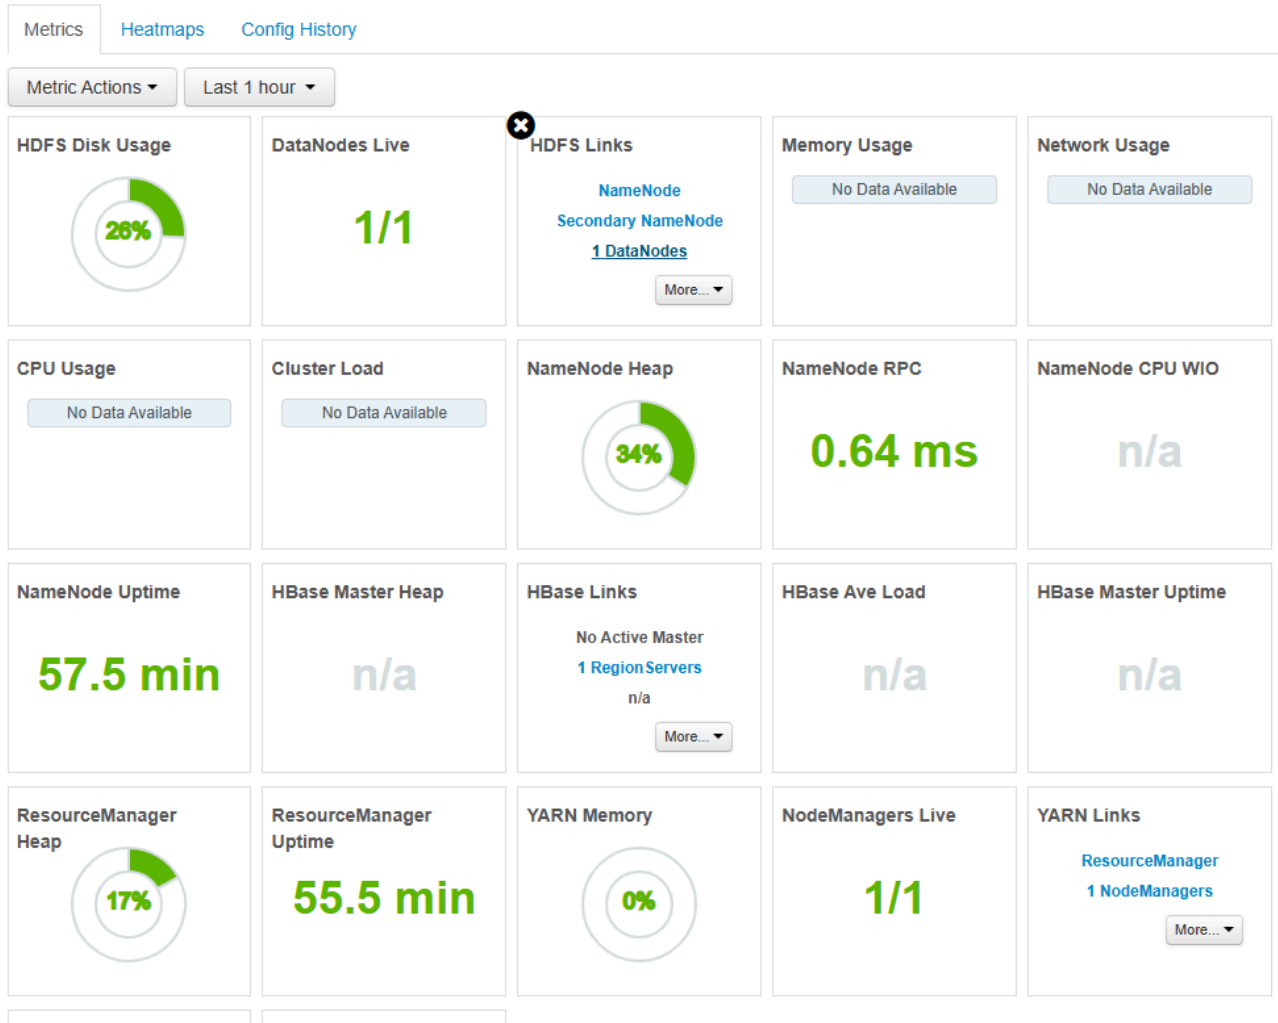 Metrics
Heatmaps
Config History
Metric Actions
Last 1 hour
HDFS Disk Usage
26%
DataNodes Live
1/1
HDFS Links
NameNode
Secondary NameNode
1 DataNodes
More...
Memory Usage
No Data Available
Network Usage
No Data Available
CPU Usage
No Data Available
Cluster Load
No Data Available
NameNode Heap
34%
NameNode RPC
0.64 ms
NameNode CPU WIO
n/a
NameNode Uptime
57.5 min
HBase Master Heap
n/a
HBase Links
No Active Master
1 RegionServers
n/a
More...
HBase Ave Load
n/a
HBase Master Uptime
n/a
ResourceManager
Heap
17%
ResourceManager
Uptime
55.5 min
YARN Memory
0%
NodeManagers Live
1/1
YARN Links
ResourceManager
1 NodeManagers
More...